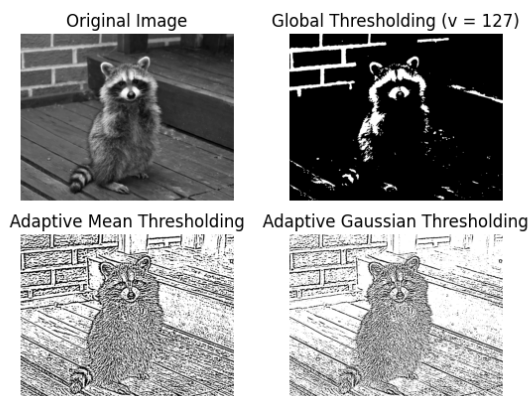 Original Image
Global Thresholding (v = 127)
Adaptive Mean Thresholding
Adaptive Gaussian Thresholding